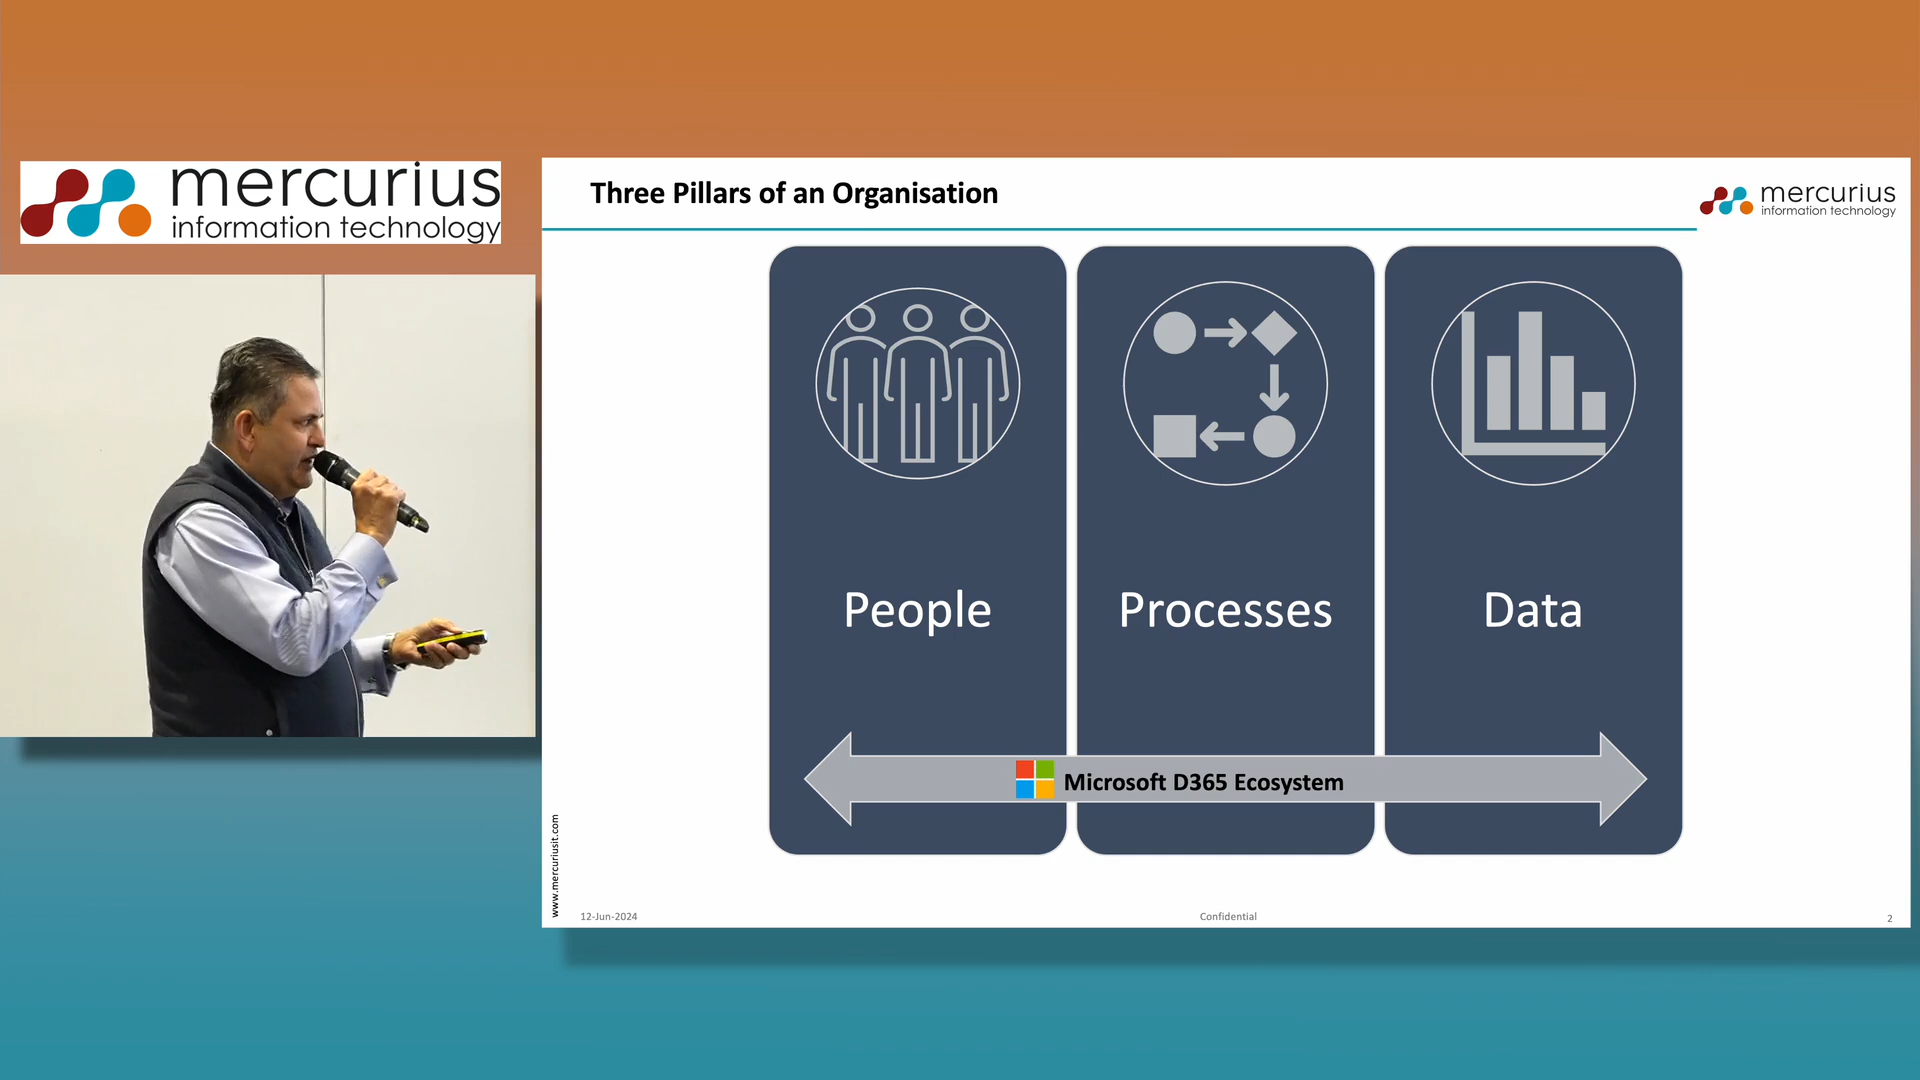 mercurius
information technology
Three Pillars of an Organisation
mercurius
information technology
People
Processes
Data
Microsoft D365 Ecosystem
www.mercuriusit.com
12-Jun-2024
Confidential
2